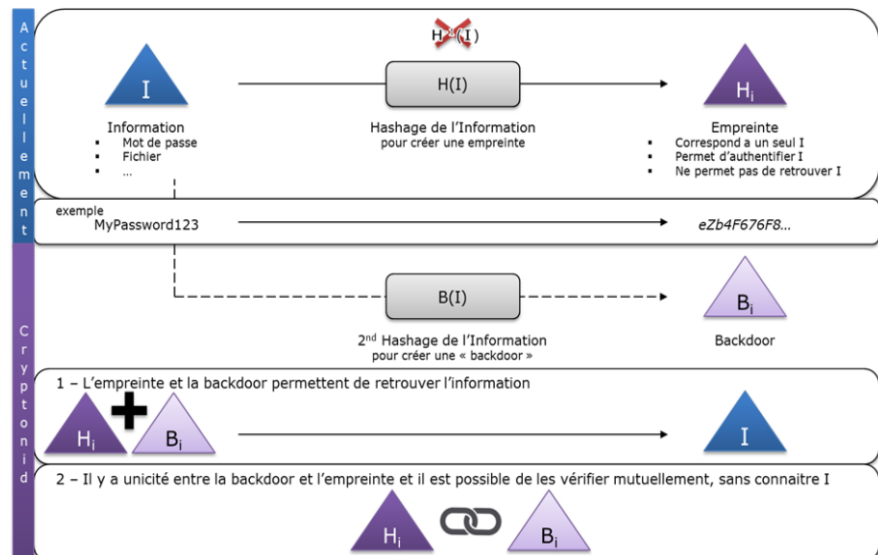 Actuellement
H⁻¹(I)
I
H(I)
Hi
Information
Hashage de l'Information
Empreinte
▪ Mot de passe
pour créer une empreinte
▪ Correspond a un seul I
▪ Fichier
▪ Permet d'authentifier I
▪ ...
▪ Ne permet pas de retrouver I
exemple
MyPassword123
eZb4F676F8...
Cryptonid
B(I)
Bi
2nd Hashage de l'Information
Backdoor
pour créer une « backdoor »
1 – L'empreinte et la backdoor permettent de retrouver l'information
Hi
Bi
I
2 – Il y a unicité entre la backdoor et l'empreinte et il est possible de les vérifier mutuellement, sans connaitre I
Hi
Bi